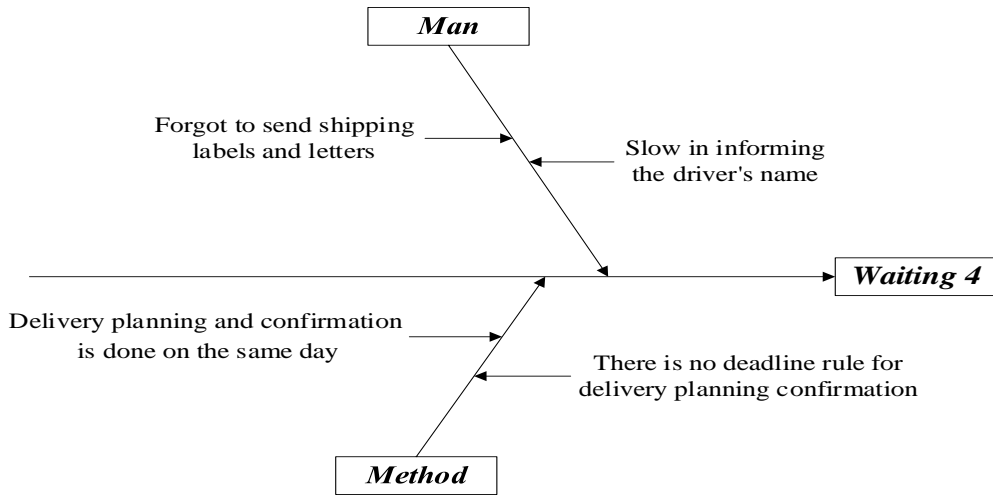 Man
Forgot to send shipping
labels and letters
Slow in informing
the driver's name
Waiting 4
Delivery planning and confirmation
is done on the same day
There is no deadline rule for
delivery planning confirmation
Method